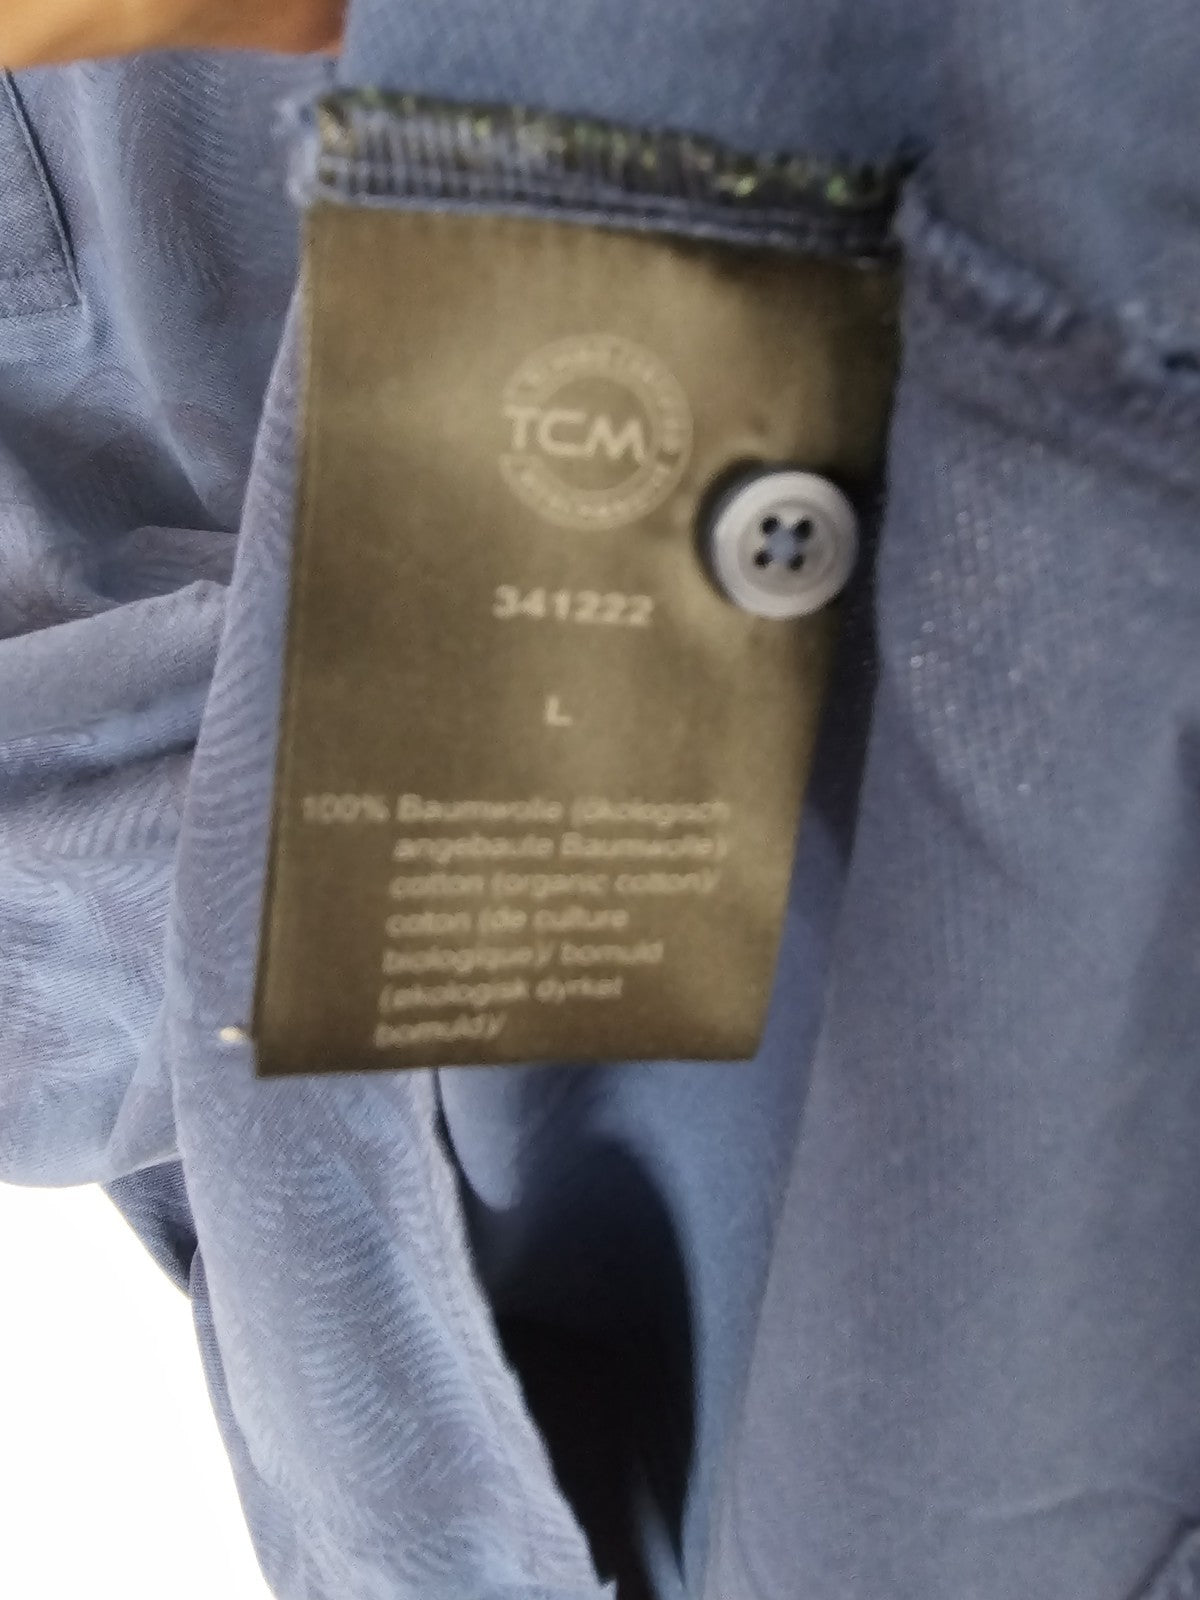 TCM
341222
L
100% Baumwolle (ökologisch
angebaute Baumwolle)
cotton (organic cotton)/
coton (de culture
biologique)/ bomuld
(økologisk dyrket
bomuld)/